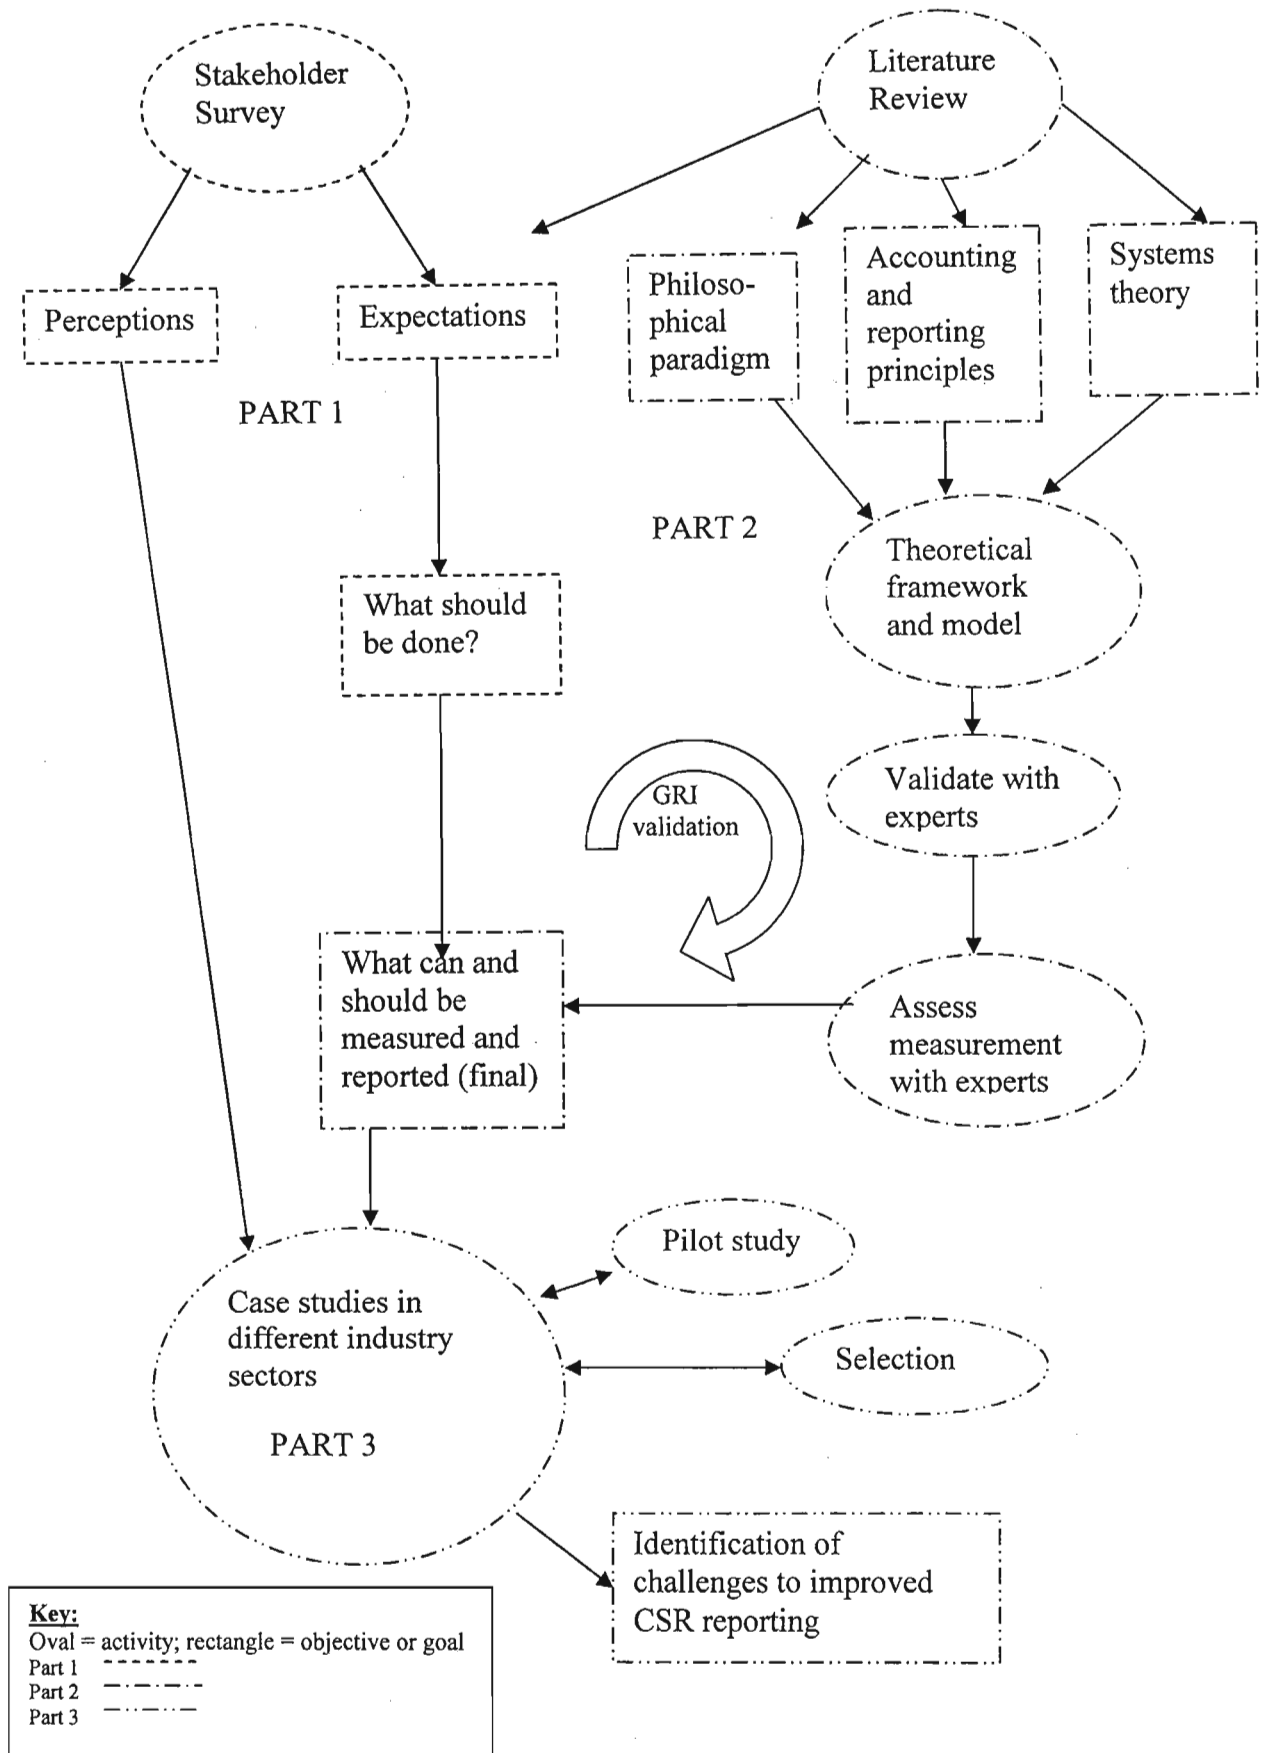 Stakeholder
Survey
Literature
Review
Perceptions
Expectations
Philoso-
phical
paradigm
Accounting
and
reporting
principles
Systems
theory
PART 1
PART 2
What should
be done?
Theoretical
framework
and model
GRI
validation
Validate with
experts
What can and
should be
measured and
reported (final)
Assess
measurement
with experts
Pilot study
Case studies in
different industry
sectors
PART 3
Selection
Identification of
challenges to improved
CSR reporting
Key:
Oval = activity; rectangle = objective or goal
Part 1
Part 2
Part 3